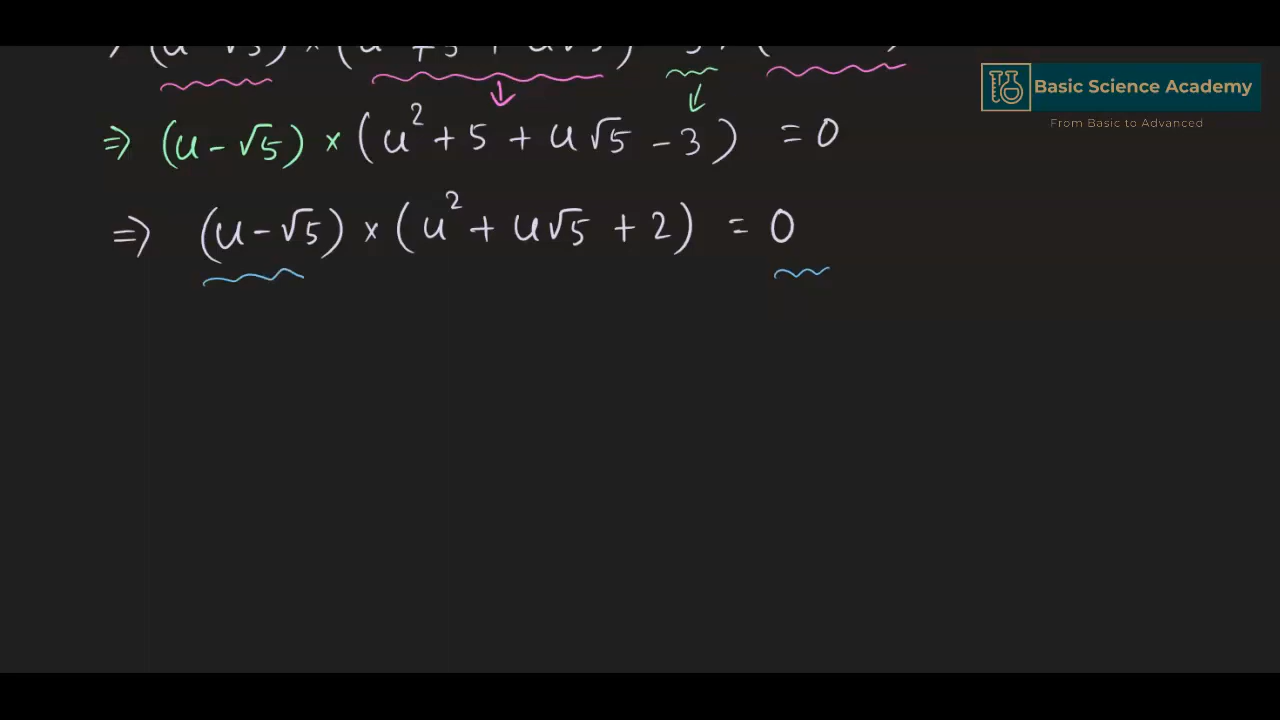 Basic Science Academy
From Basic to Advanced
⇒ (u - √5) × (u² + 5 + u√5 - 3) = 0
⇒ (u - √5) × (u² + u√5 + 2) = 0